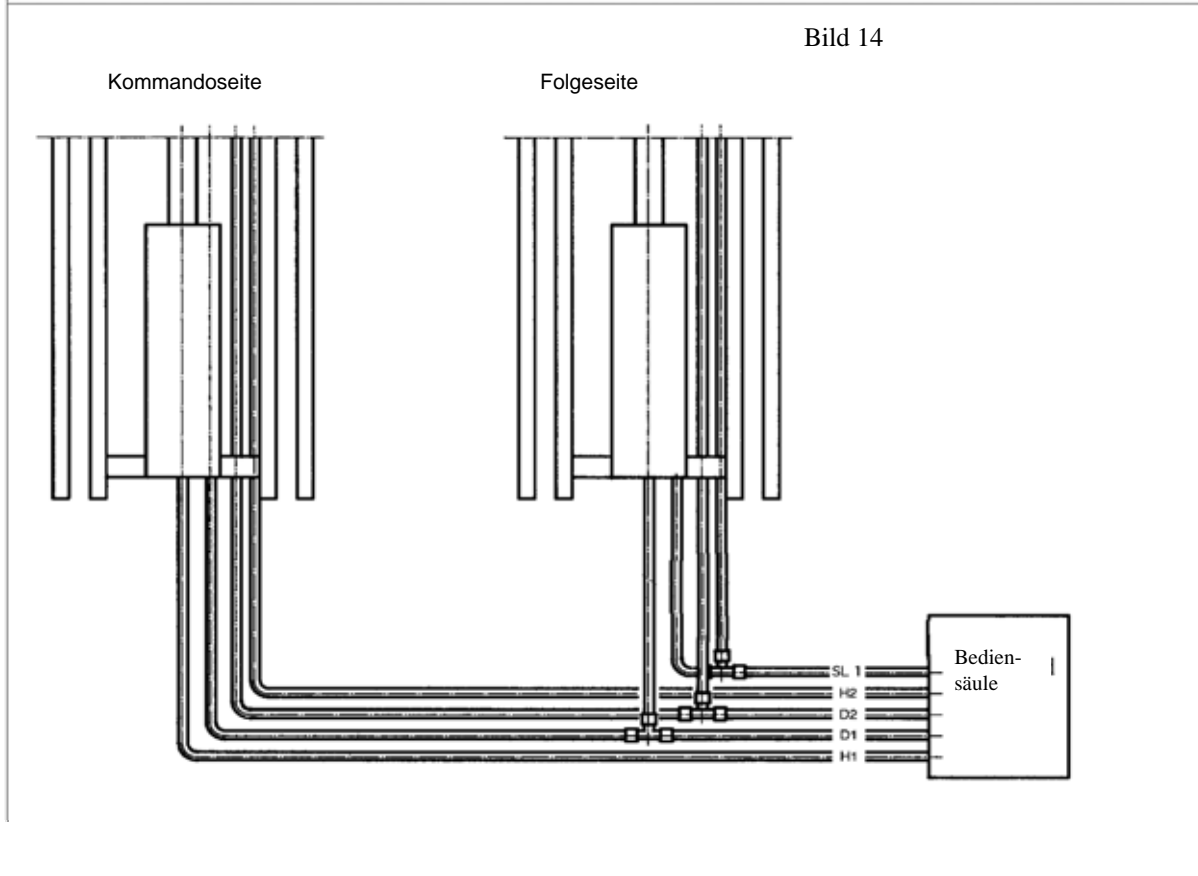 Bild 14
Kommandoseite
Folgeseite
Bedien-
säule
SL 1
H2
D2
D1
H1